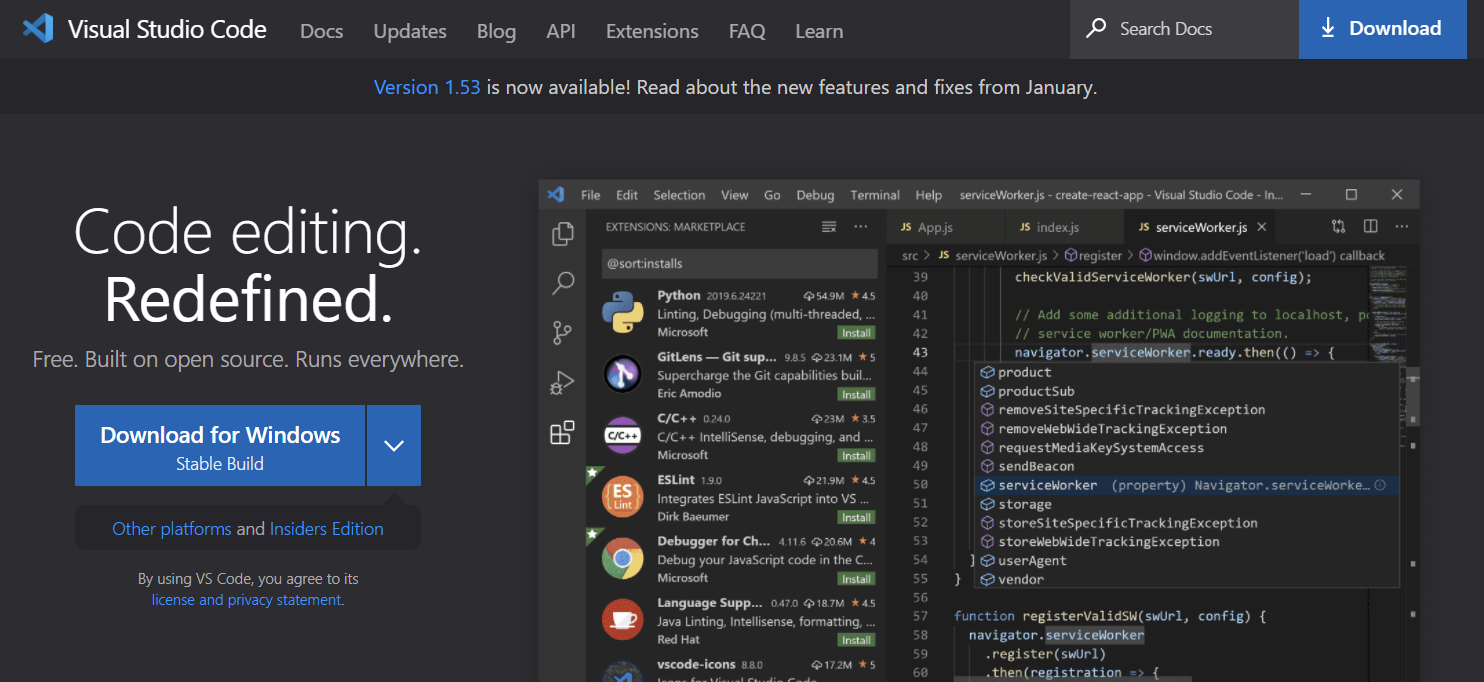 Visual Studio Code Docs Updates Blog API Extensions FAQ Learn Search Docs Download
Version 1.53 is now available! Read about the new features and fixes from January.
Code editing.
Redefined.
Free. Built on open source. Runs everywhere.
Download for Windows
Stable Build
Other platforms and Insiders Edition
By using VS Code, you agree to its
license and privacy statement.
File Edit Selection View Go Debug Terminal Help serviceWorker.js - create-react-app - Visual Studio Code - In...
EXTENSIONS: MARKETPLACE
@sort:installs
Python 2019.6.24221 54.9M ★ 4.5
Linting, Debugging (multi-threaded, ...
Microsoft Install
GitLens — Git sup... 9.8.5 23.1M ★ 5
Supercharge the Git capabilities buil...
Eric Amodio Install
C/C++
C/C++ 0.24.0 23M ★ 3.5
C/C++ IntelliSense, debugging, and ...
Microsoft Install
ES
Lint
ESLint 1.9.0 21.9M ★ 4.5
Integrates ESLint JavaScript into VS ...
Dirk Baeumer Install
Debugger for Ch... 4.11.6 20.6M ★ 4
Debug your JavaScript code in the C...
Microsoft Install
Language Supp... 0.47.0 18.7M ★ 4.5
Java Linting, Intellisense, formatting, ...
Red Hat Install
vscode-icons 8.8.0 17.2M ★ 5
Icons for Visual Studio Code
JS App.js JS index.js JS serviceWorker.js
src > JS serviceWorker.js > register > window.addEventListener('load') callback
39 checkValidServiceWorker(swUrl, config);
40
41 // Add some additional logging to localhost, po
42 // service worker/PWA documentation.
43 navigator.serviceWorker.ready.then(() => {
44 product
45 productSub
46 removeSiteSpecificTrackingException
47 removeWebWideTrackingException
48 requestMediaKeySystemAccess
49 sendBeacon
50 serviceWorker (property) Navigator.serviceWorke...
51 storage
52 storeSiteSpecificTrackingException
53 storeWebWideTrackingException
54 } userAgent
55 } vendor
56
57 function registerValidSW(swUrl, config) {
58 navigator.serviceWorker
59 .register(swUrl)
60 .then(registration => {